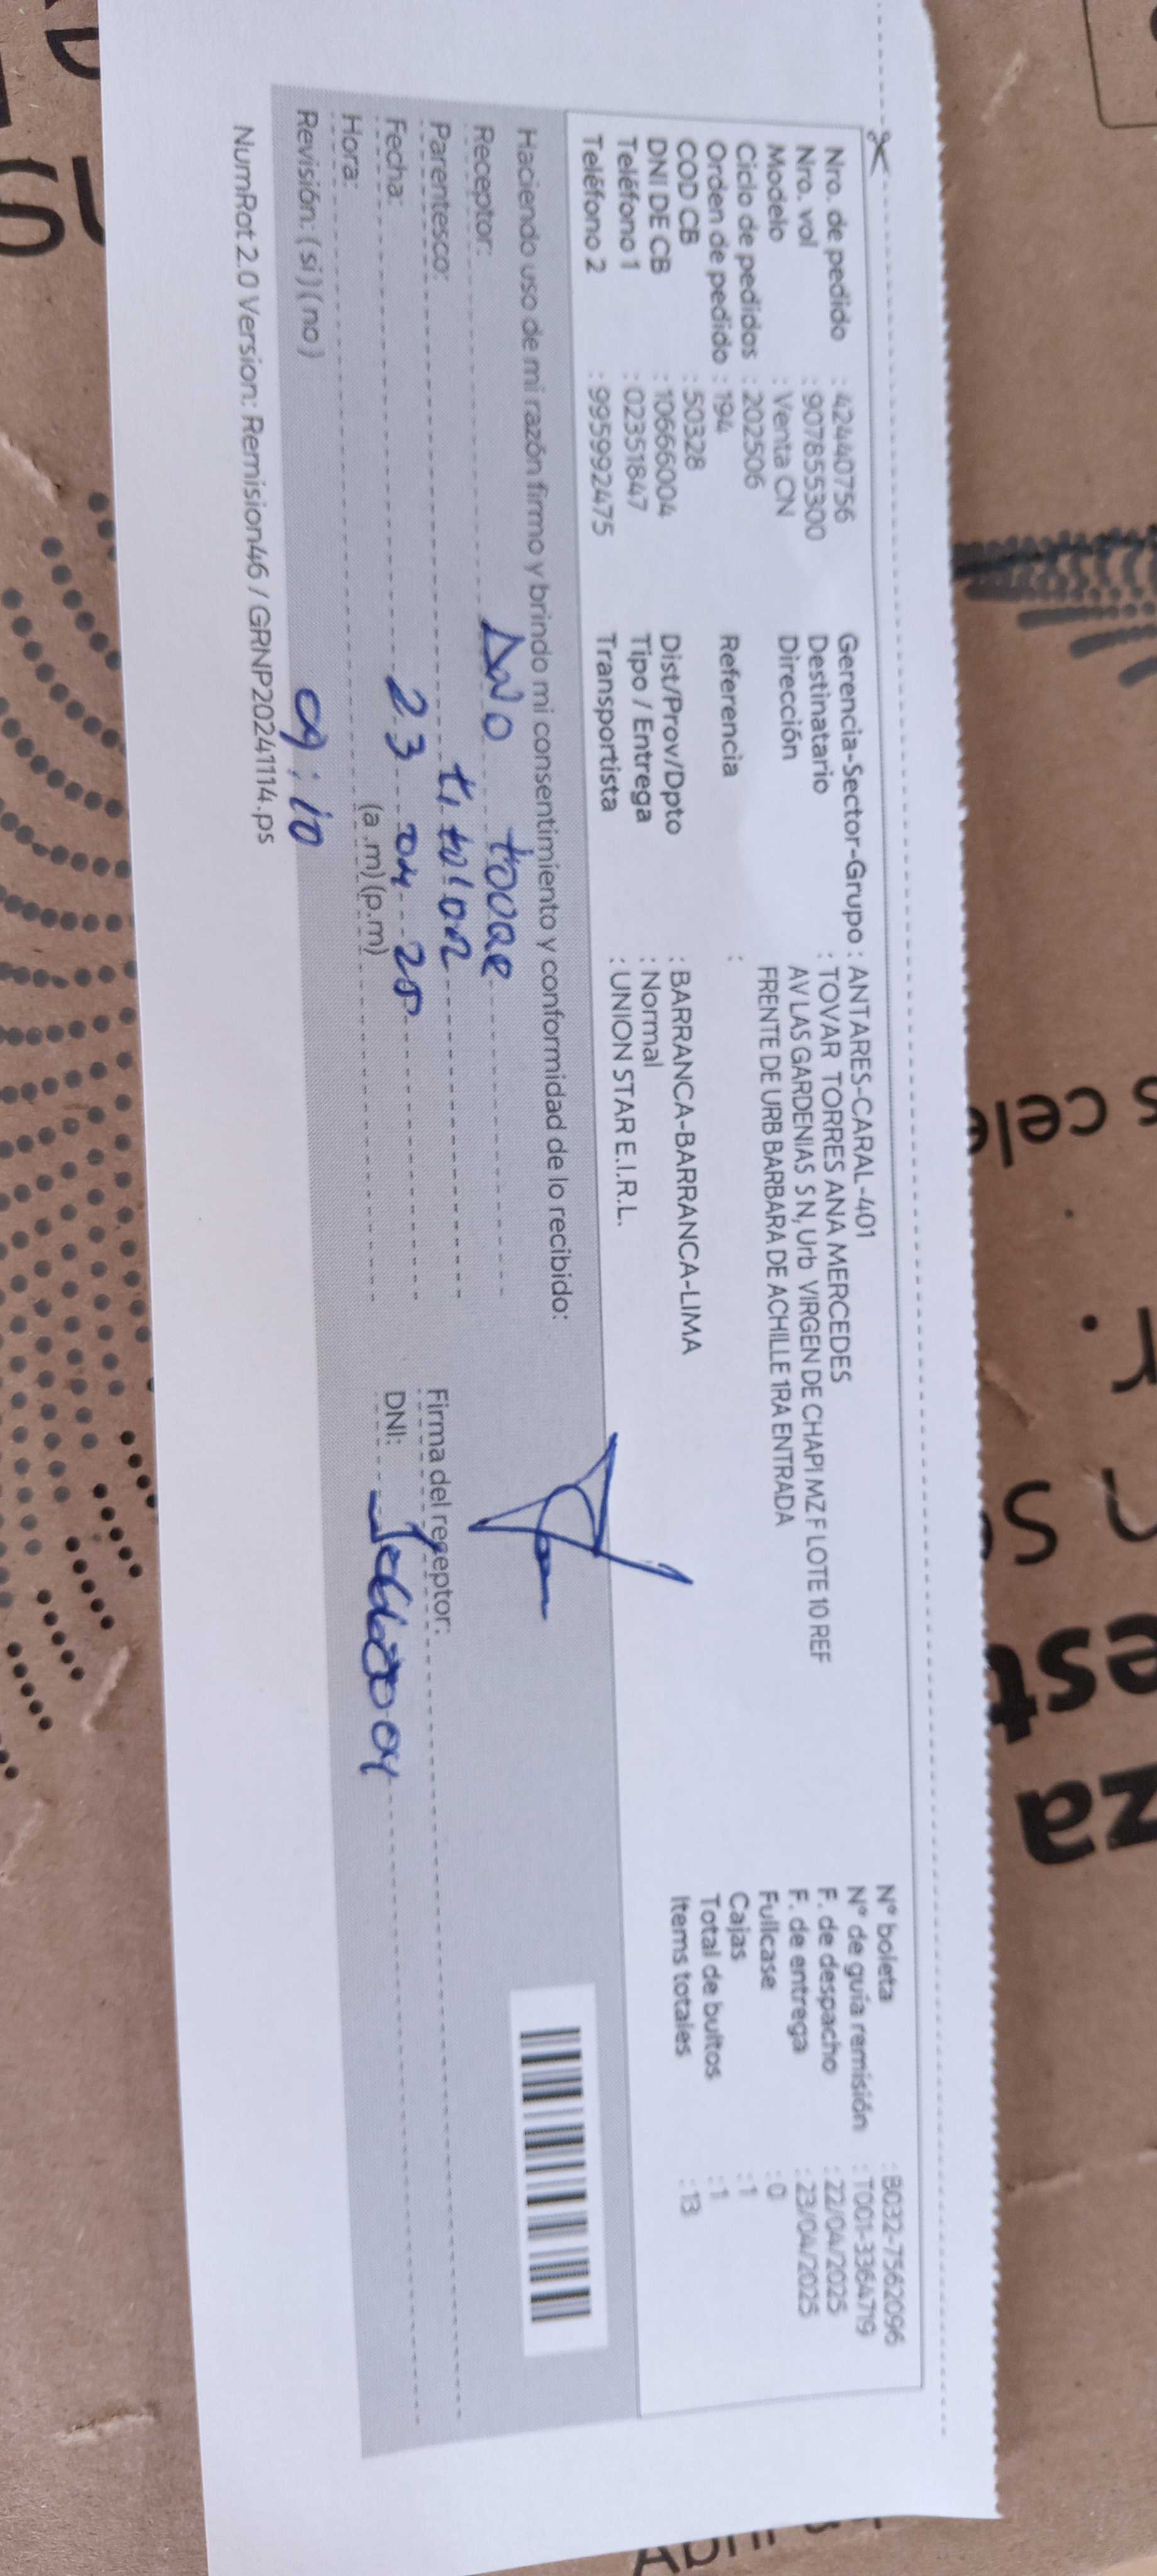 Nro. de pedido : 42440756
Nro. vol : 907855300
Modelo : Venta CN
Ciclo de pedidos : 202506
Orden de pedido : 194
COD CB : 50328
DNI DE CB : 10666004
Teléfono 1 : 02351847
Teléfono 2 : 959992475
Gerencia-Sector-Grupo : ANTARES-CARAL-401
Destinatario : TOVAR TORRES ANA MERCEDES
Dirección AV LAS GARDENIAS S N, Urb VIRGEN DE CHAPI MZ F LOTE 10 REF
FRENTE DE URB BARBARA DE ACHILLE 1RA ENTRADA
Referencia :
Dist/Prov/Dpto : BARRANCA-BARRANCA-LIMA
Tipo / Entrega : Normal
Transportista : UNION STAR E.I.R.L.
N° boleta : B032-7562096
N° de guía remisión : T001-3364719
F. de despacho : 22/04/2025
F. de entrega : 23/04/2025
Fullcase : 0
Cajas : 1
Total de bultos : 1
Items totales : 13
Haciendo uso de mi razón firmo y brindo mi consentimiento y conformidad de lo recibido:
Receptor: tovar
Parentesco: titular
Fecha: 23 04 25
Hora: (a.m) (p.m)
09:10
Revisión: (si) (no)
Firma del receptor:
DNI: 10666004
NumRot 2.0 Version: Remision46 / GRNP20241114.ps
cele
est
za